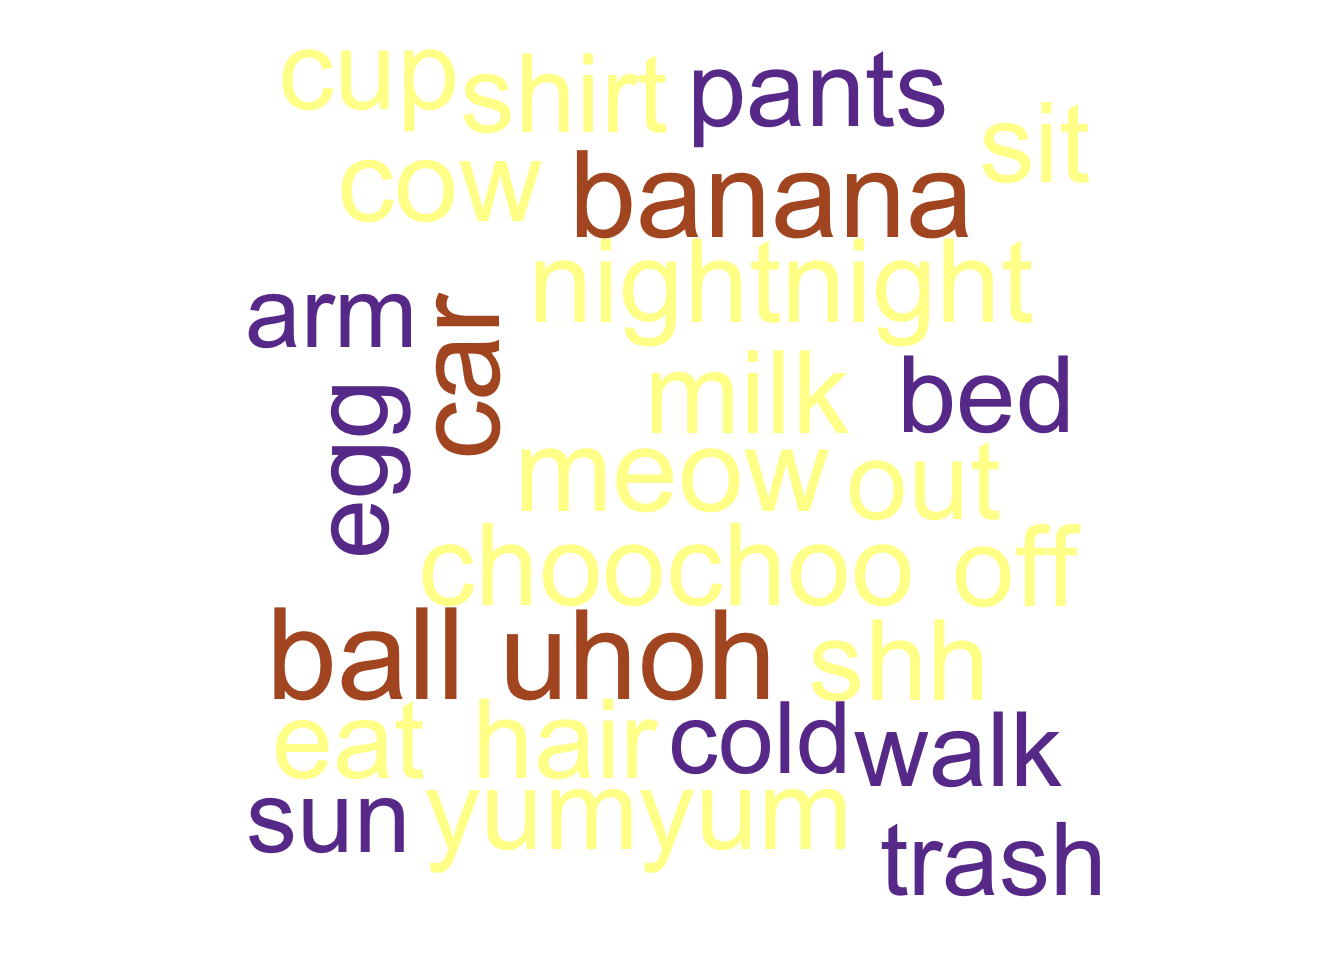 cup shirt pants sit
cow banana
nightnight
arm car
milk bed
egg meow out
choochoo off
ball uhoh shh
eat hair cold walk
sun yumyum trash